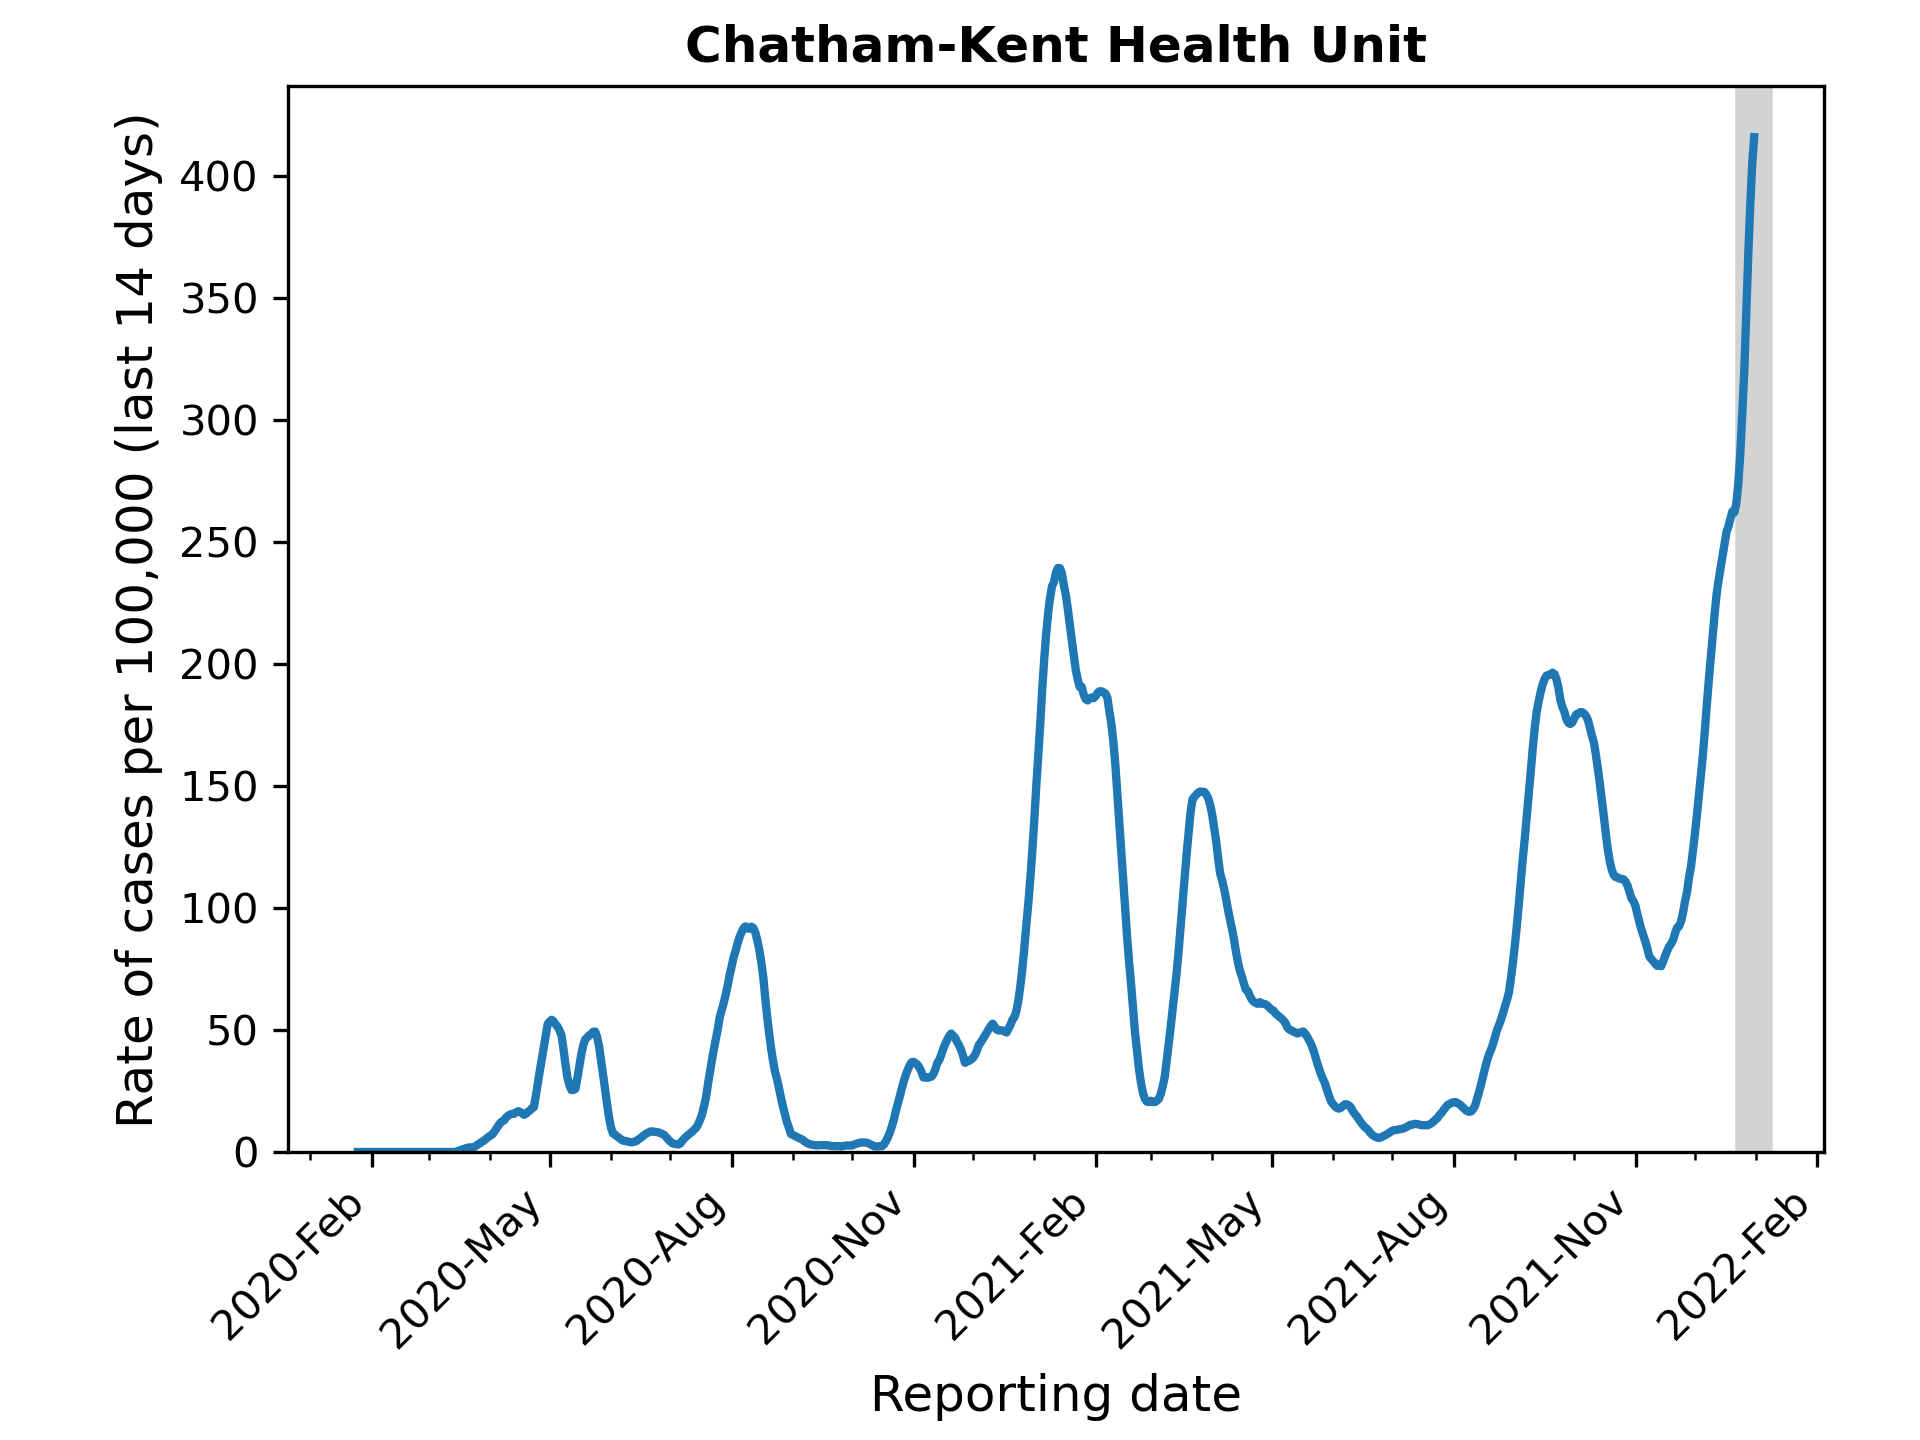 Chatham-Kent Health Unit
Rate of cases per 100,000 (last 14 days)
400
350
300
250
200
150
100
50
0
2020-Feb
2020-May
2020-Aug
2020-Nov
2021-Feb
2021-May
2021-Aug
2021-Nov
2022-Feb
Reporting date